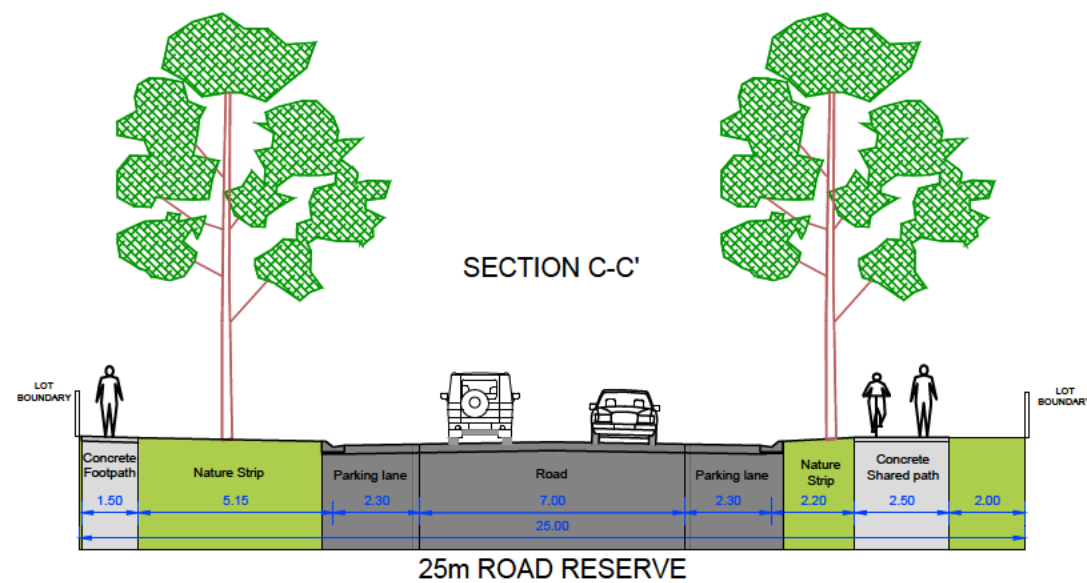 SECTION C-C'
LOT
BOUNDARY
LOT
BOUNDARY
Concrete
Footpath
Nature Strip
Parking lane
Road
Parking lane
Nature
Strip
Concrete
Shared path
1.50
5.15
2.30
7.00
2.30
2.20
2.50
2.00
25.00
25m ROAD RESERVE